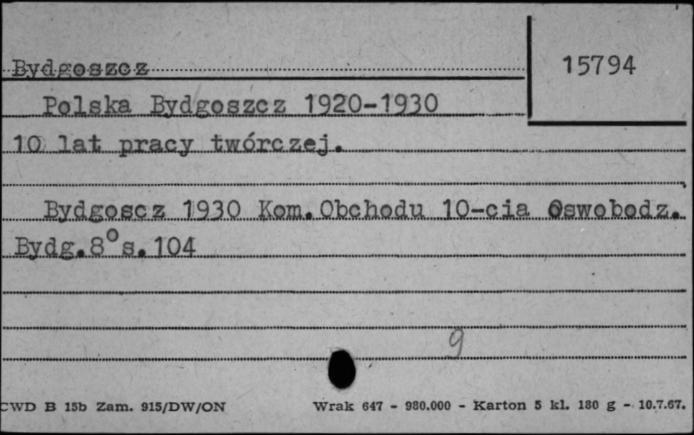 Bydgoszcz
15794
Polska Bydgoszcz 1920-1930
10 lat pracy twórczej.
Bydgoscz 1930 Kom.Obchodu 10-cia Oswobodz.
Bydg.8° s.104
9
CWD B 15b Zam. 915/DW/ON Wrak 647 - 980.000 - Karton 5 kl. 180 g - 10.7.67.